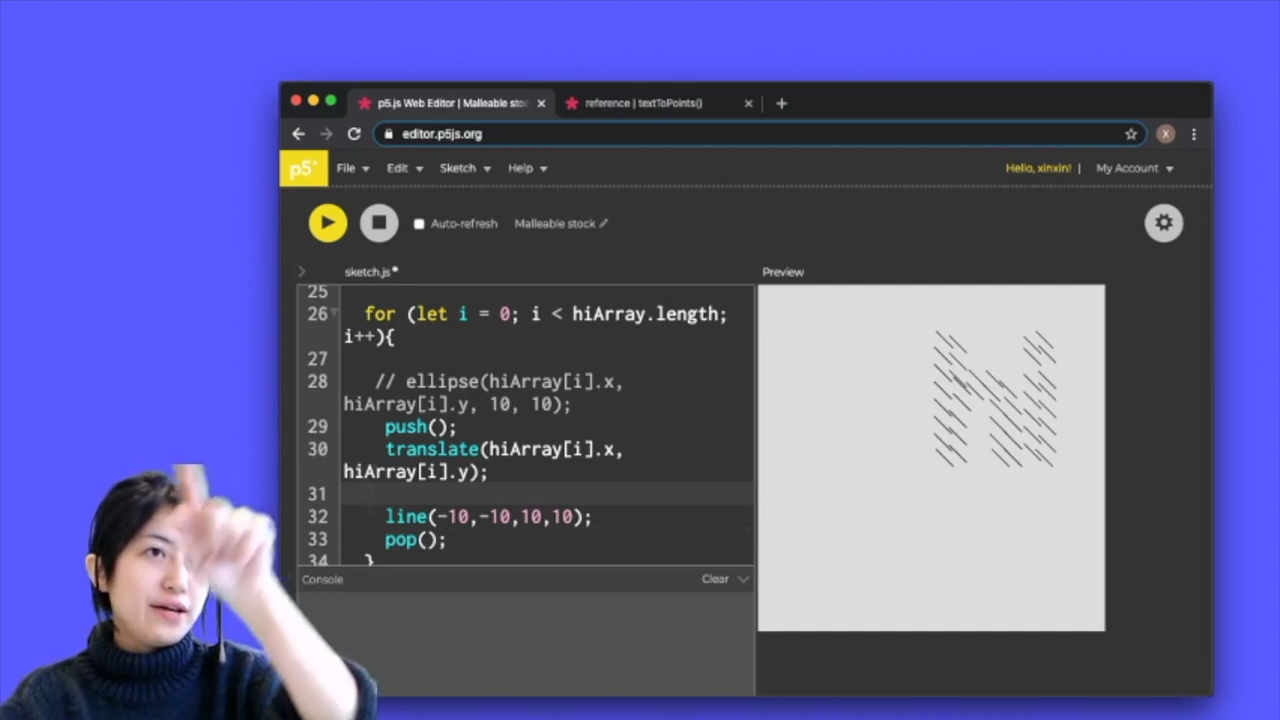 p5.js Web Editor | Malleable stoc
reference | textToPoints()
editor.p5js.org
X
p5*
File
Edit
Sketch
Help
Hello, xinxin! |
My Account
Auto-refresh
Malleable stock
sketch.js
Preview
25
26 for (let i = 0; i < hiArray.length;
i++){
27
28 // ellipse(hiArray[i].x,
hiArray[i].y, 10, 10);
29 push();
30 translate(hiArray[i].x,
hiArray[i].y);
31
32 line(-10,-10,10,10);
33 pop();
34 }
Console
Clear
N